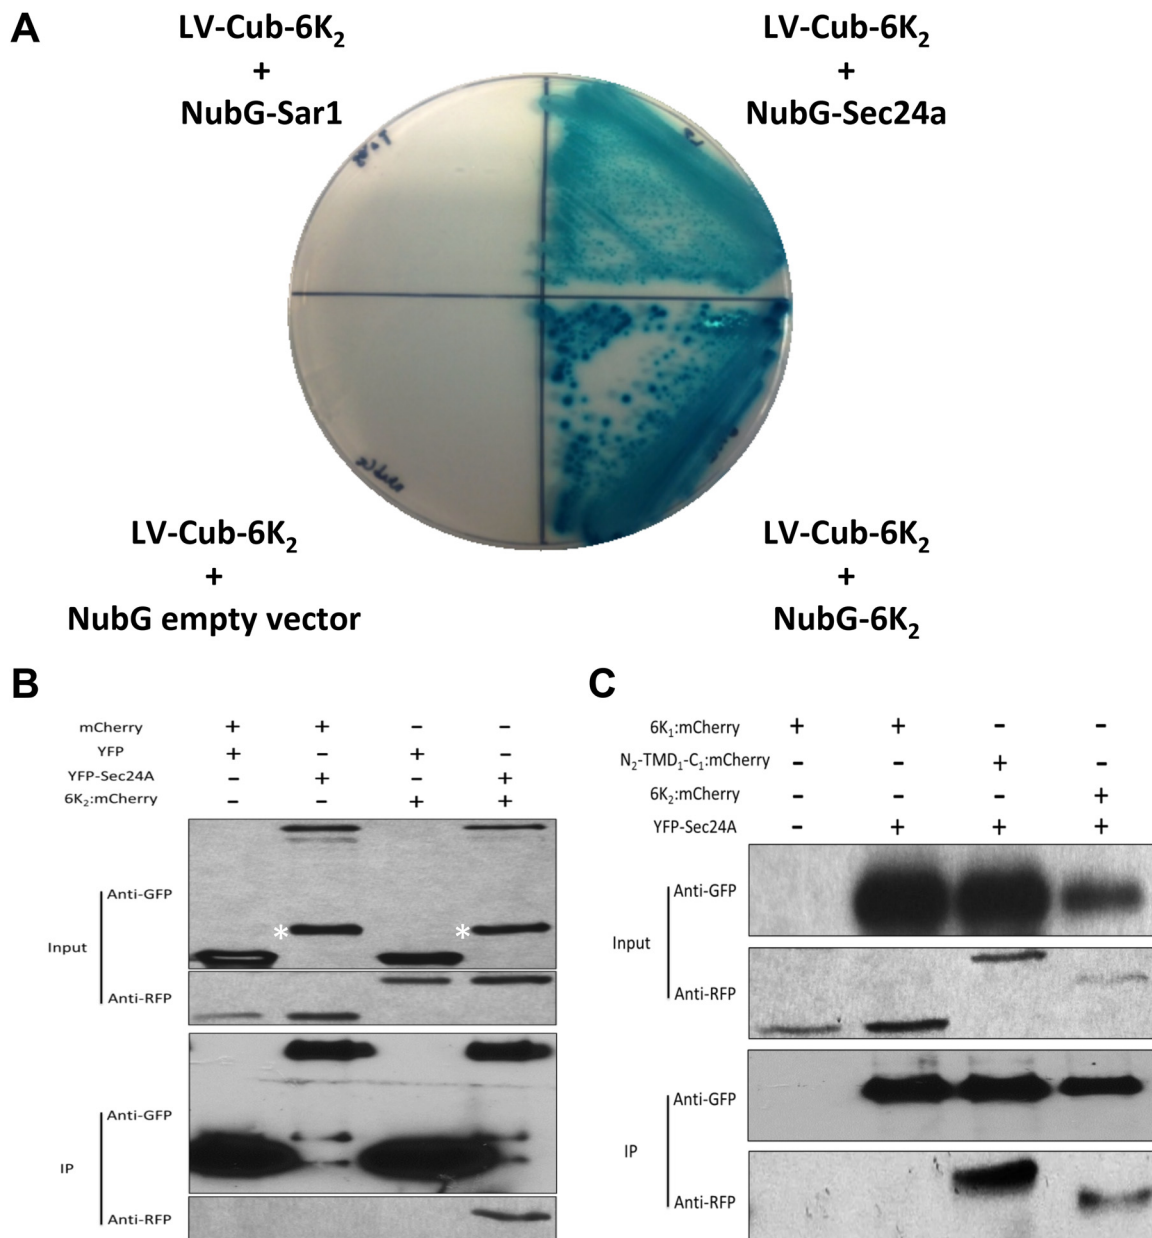 A
LV-Cub-6K2
+
NubG-Sar1
LV-Cub-6K2
+
NubG-Sec24a
LV-Cub-6K2
+
NubG empty vector
LV-Cub-6K2
+
NubG-6K2
B
mCherry + + - -
YFP + - + -
YFP-Sec24A - + - +
6K2:mCherry - - + +
Anti-GFP
* *
Input
Anti-RFP
Anti-GFP
IP
Anti-RFP
C
6K1:mCherry + + - -
N2-TMD1-C1:mCherry - - + -
6K2:mCherry - - - +
YFP-Sec24A - + + +
Anti-GFP
Input
Anti-RFP
Anti-GFP
IP
Anti-RFP